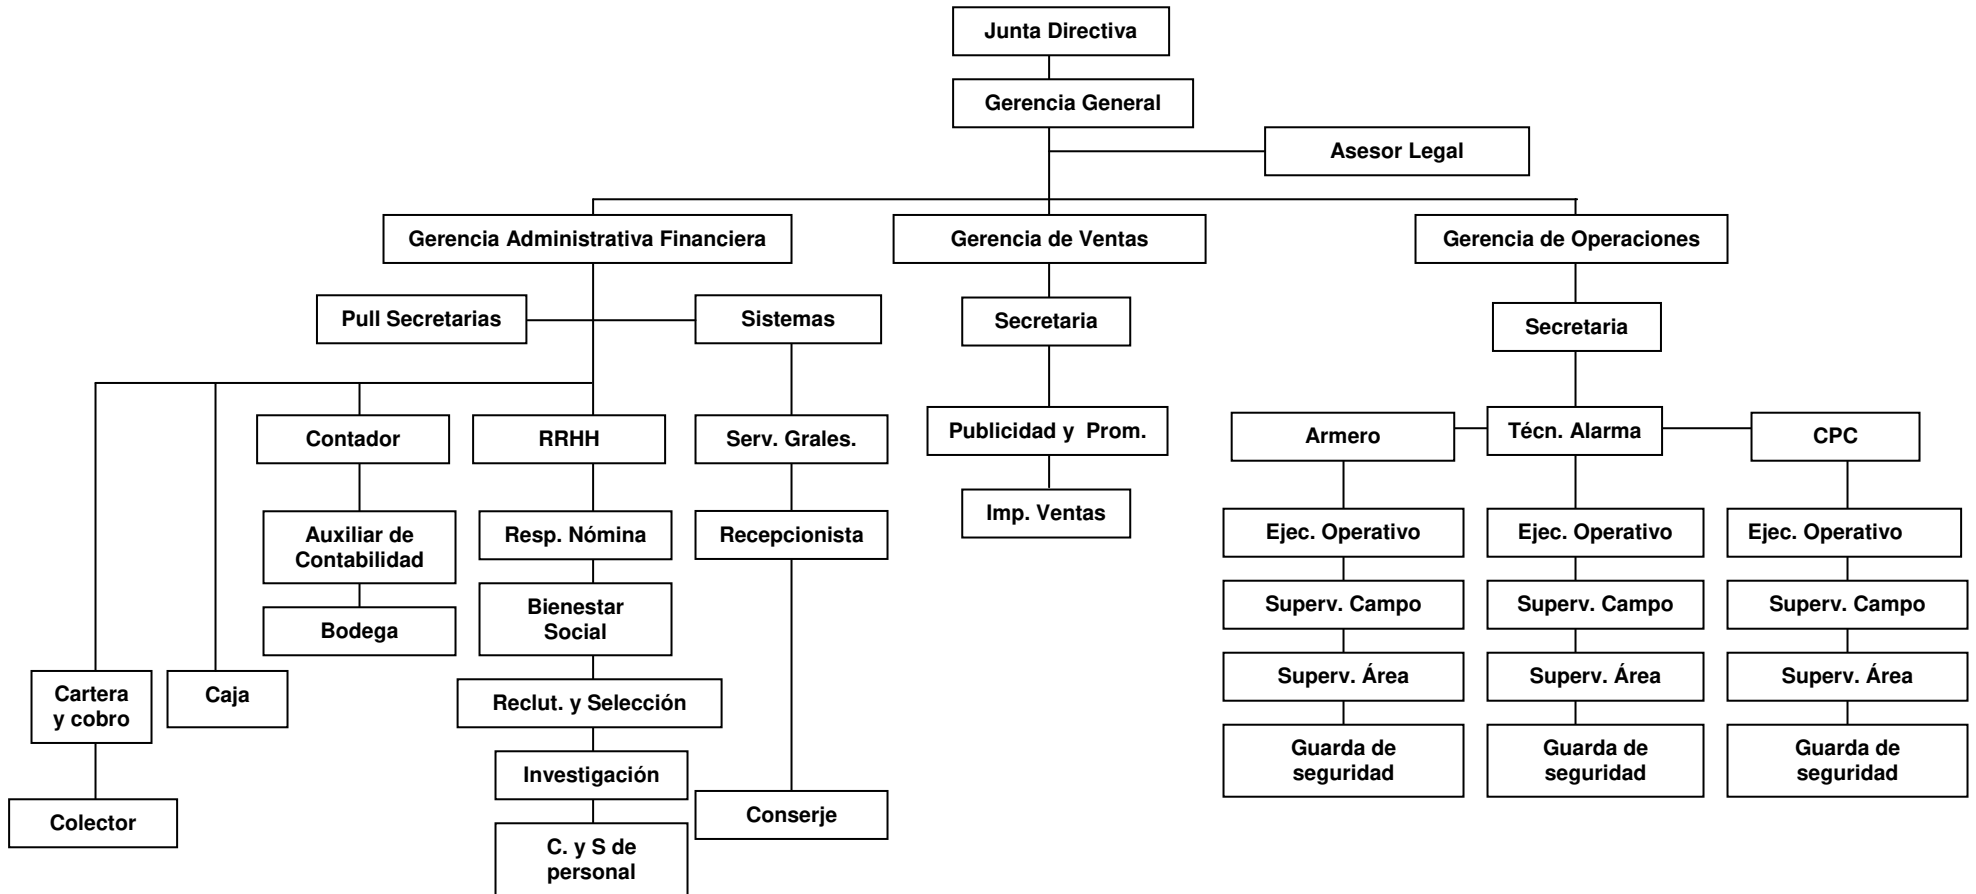 Junta Directiva
Gerencia General
Asesor Legal
Gerencia Administrativa Financiera
Gerencia de Ventas
Gerencia de Operaciones
Pull Secretarias
Sistemas
Secretaria
Secretaria
Contador
RRHH
Serv. Grales.
Publicidad y Prom.
Armero
Técn. Alarma
CPC
Auxiliar de
Contabilidad
Resp. Nómina
Recepcionista
Imp. Ventas
Ejec. Operativo
Ejec. Operativo
Ejec. Operativo
Bodega
Bienestar
Social
Superv. Campo
Superv. Campo
Superv. Campo
Cartera
y cobro
Caja
Reclut. y Selección
Superv. Área
Superv. Área
Superv. Área
Investigación
Guarda de
seguridad
Guarda de
seguridad
Guarda de
seguridad
Colector
Conserje
C. y S de
personal